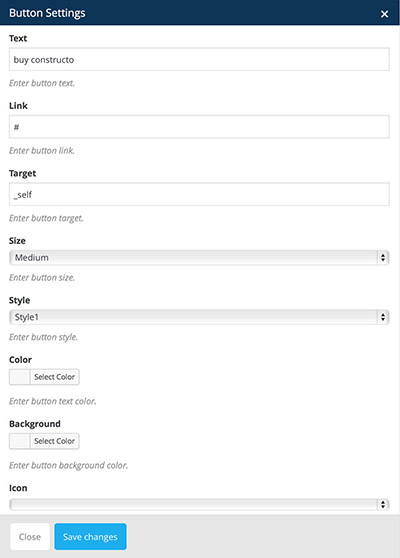 Button Settings ×
Text
buy constructo
Enter button text.
Link
#
Enter button link.
Target
_self
Enter button target.
Size
Medium
Enter button size.
Style
Style1
Enter button style.
Color
Select Color
Enter button text color.
Background
Select Color
Enter button background color.
Icon
Close Save changes